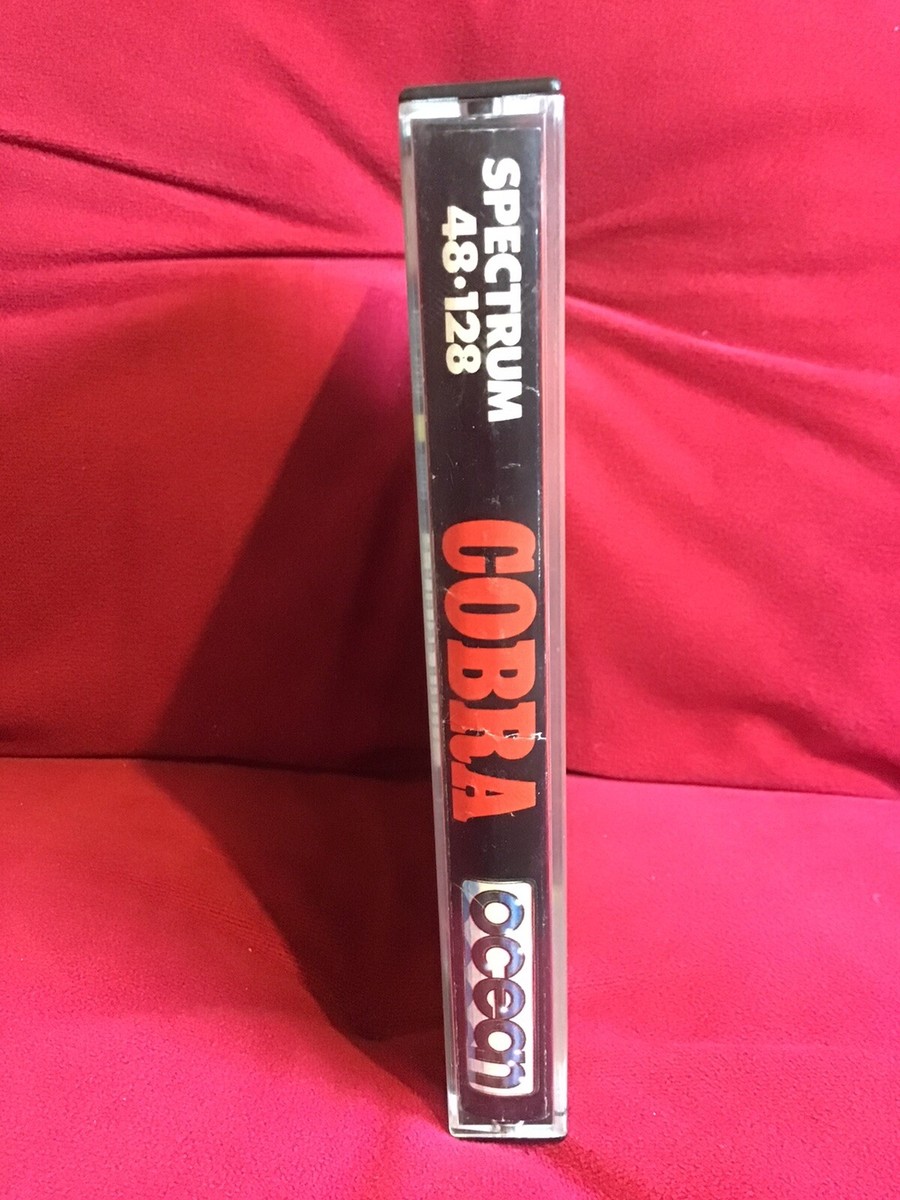 SPECTRUM
48·128
COBRA
ocean